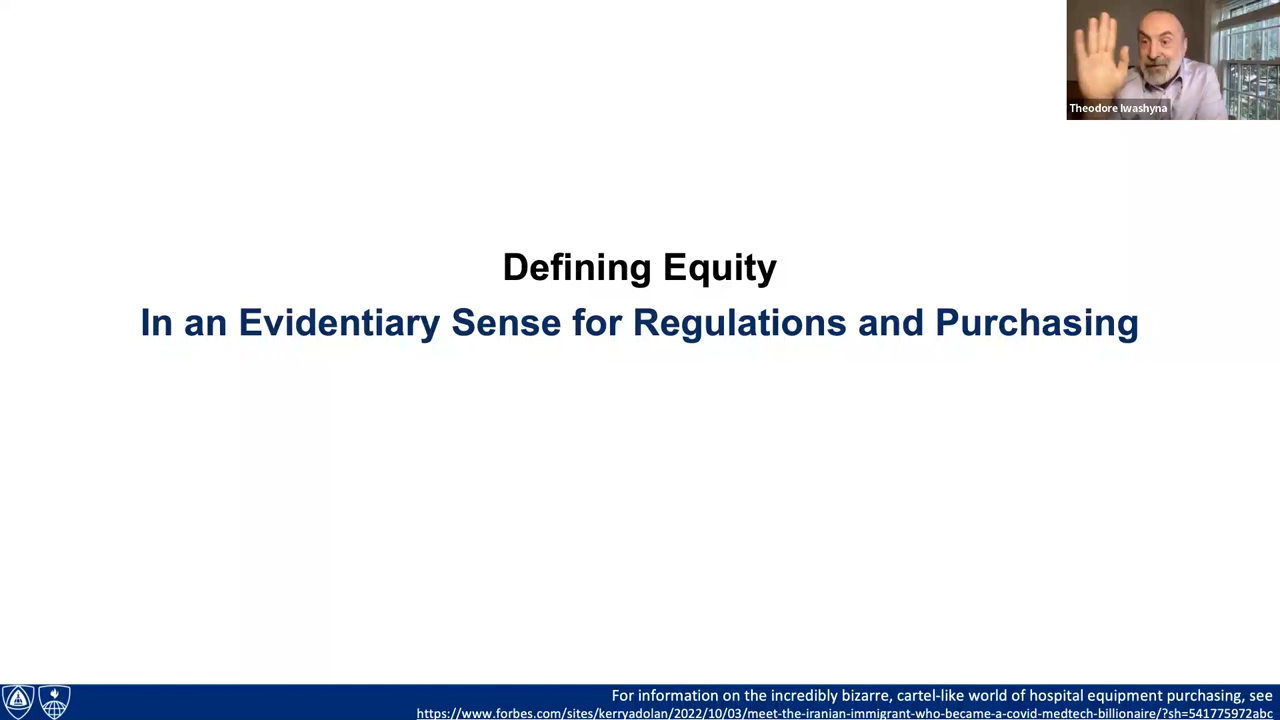 Theodore Iwashyna
Defining Equity
In an Evidentiary Sense for Regulations and Purchasing
For information on the incredibly bizarre, cartel-like world of hospital equipment purchasing, see
https://www.forbes.com/sites/kerryadolan/2022/10/03/meet-the-iranian-immigrant-who-became-a-covid-medtech-billionaire/?sh=541775972abc